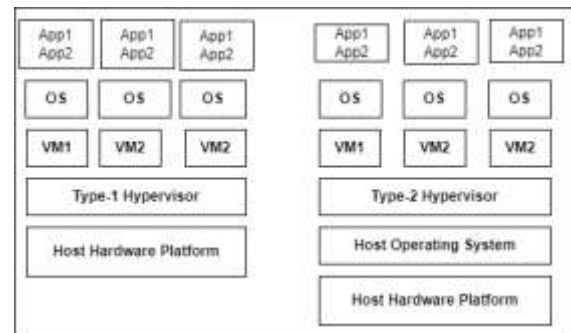 App1 App1 App1
App2 App2 App2
OS OS OS
VM1 VM2 VM2
Type-1 Hypervisor
Host Hardware Platform
App1 App1 App1
App2 App2 App2
OS OS OS
VM1 VM2 VM2
Type-2 Hypervisor
Host Operating System
Host Hardware Platform